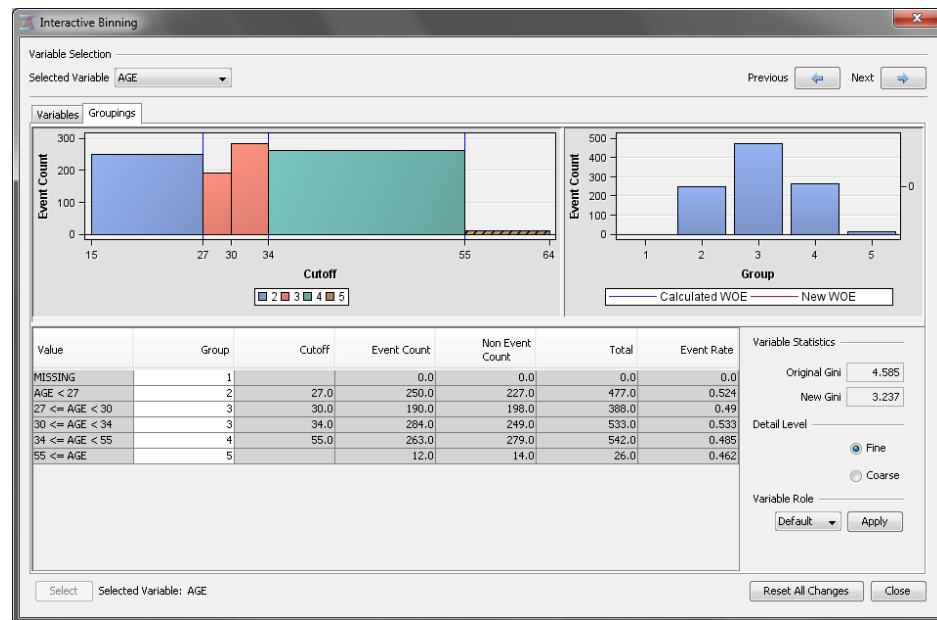 Interactive Binning
Variable Selection
Selected Variable AGE
Previous Next
Variables Groupings
300
200
100
0
Event Count
15 27 30 34 55 64
Cutoff
2 3 4 5
500
400
300
200
100
0
Event Count
0
1 2 3 4 5
Group
Calculated WOE New WOE
Value Group Cutoff Event Count Non Event Count Total Event Rate
MISSING 1 0.0 0.0 0.0 0.0
AGE < 27 2 27.0 250.0 227.0 477.0 0.524
27 <= AGE < 30 3 30.0 190.0 198.0 388.0 0.49
30 <= AGE < 34 3 34.0 284.0 249.0 533.0 0.533
34 <= AGE < 55 4 55.0 263.0 279.0 542.0 0.485
55 <= AGE 5 12.0 14.0 26.0 0.462
Variable Statistics
Original Gini 4.585
New Gini 3.237
Detail Level
Fine
Coarse
Variable Role
Default Apply
Select Selected Variable: AGE
Reset All Changes Close